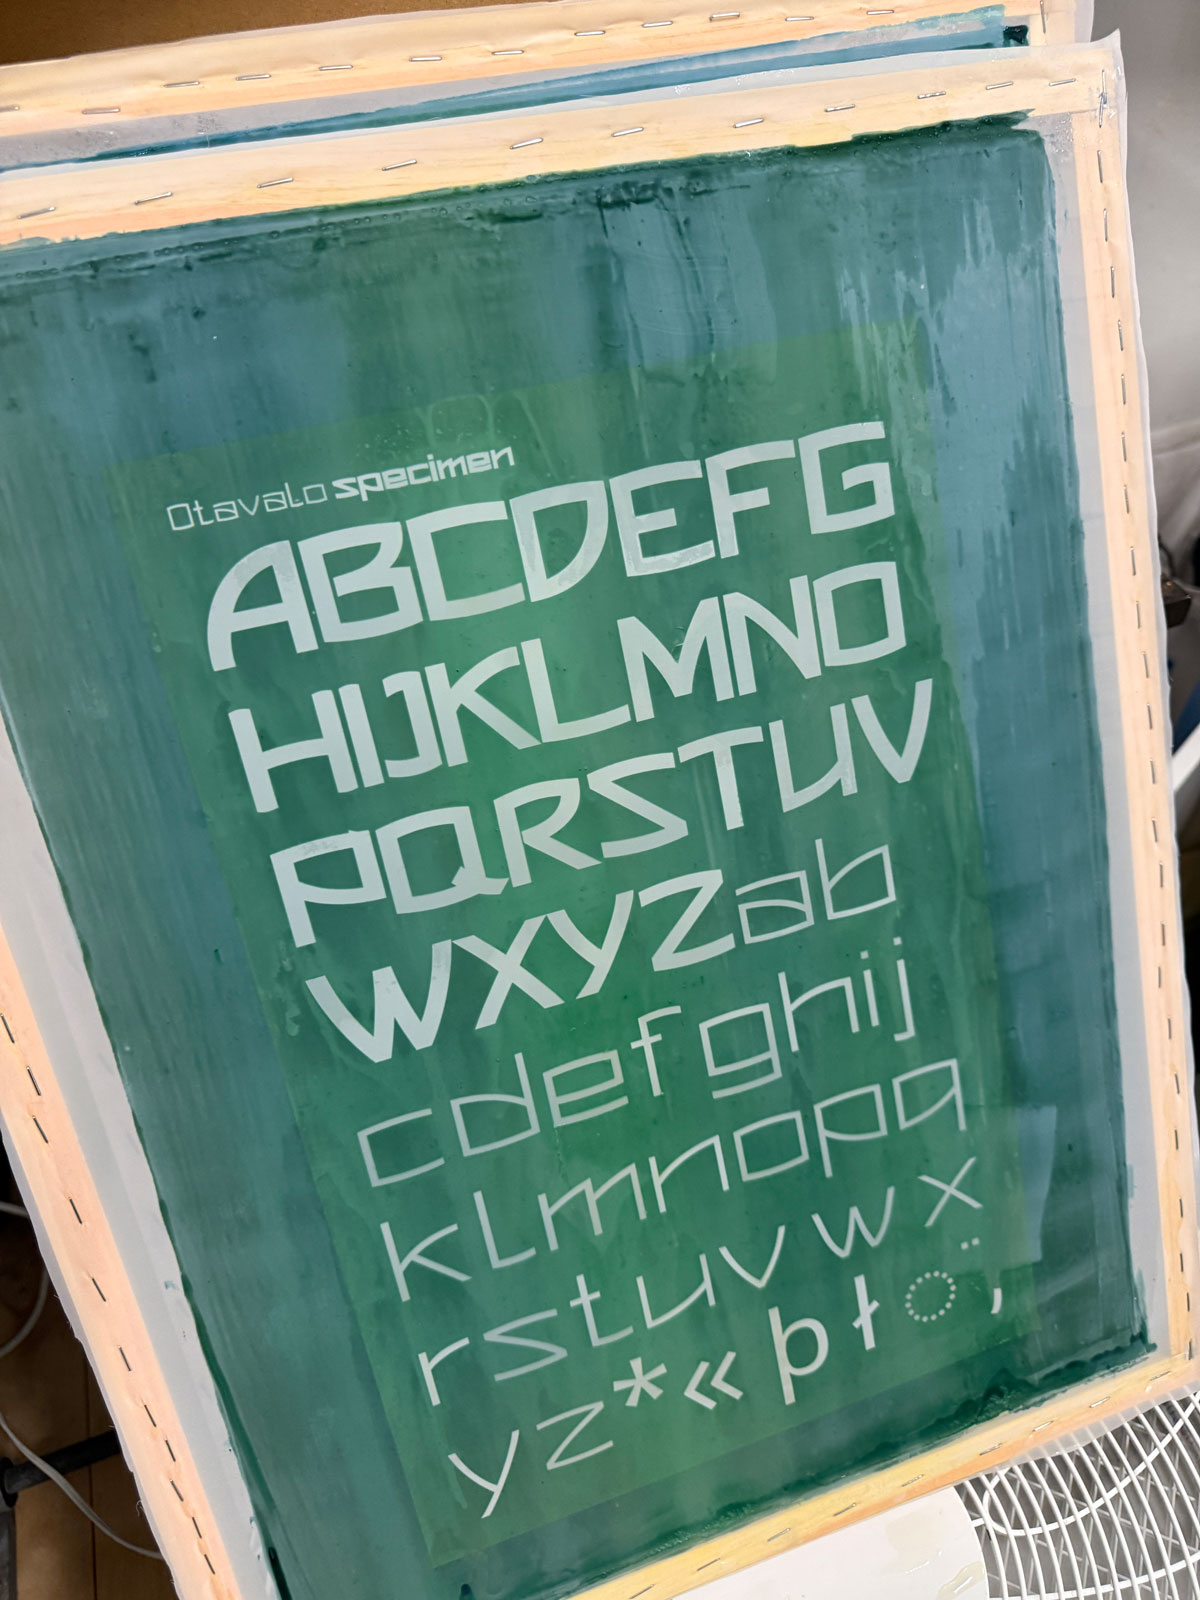 Otavalo specimen
ABCDEFG
HIJKLMNO
PQRSTUV
WXYZab
cdefghij
klmnopq
rstuvwx
yz*«þł◌̈,